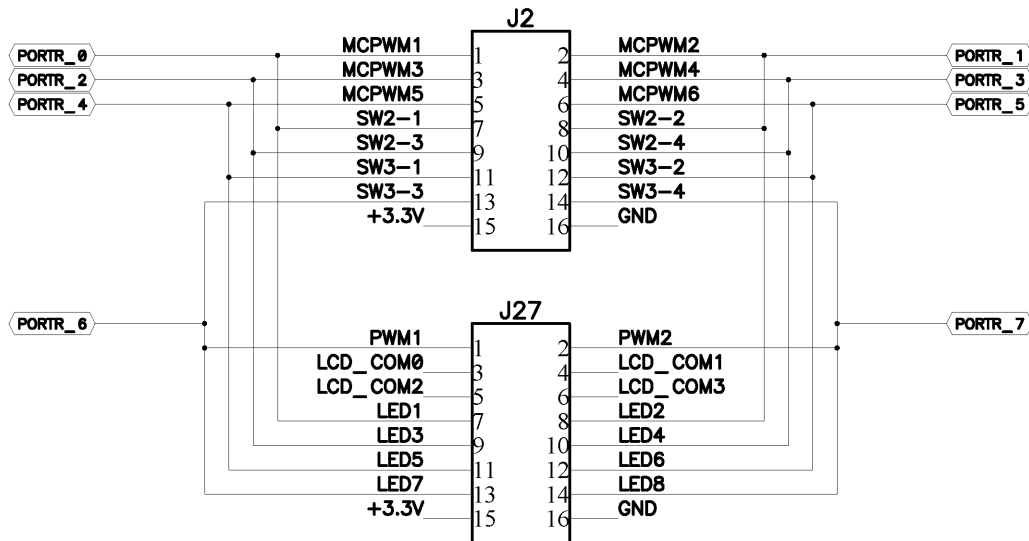 J2
MCPWM1 MCPWM2
PORTR_0 1 2 PORTR_1
MCPWM3 MCPWM4
PORTR_2 3 4 PORTR_3
MCPWM5 MCPWM6
PORTR_4 5 6 PORTR_5
SW2-1 SW2-2
7 8
SW2-3 SW2-4
9 10
SW3-1 SW3-2
11 12
SW3-3 SW3-4
13 14
+3.3V GND
15 16
J27
PORTR_6 PORTR_7
PWM1 PWM2
1 2
LCD_COM0 LCD_COM1
3 4
LCD_COM2 LCD_COM3
5 6
LED1 LED2
7 8
LED3 LED4
9 10
LED5 LED6
11 12
LED7 LED8
13 14
+3.3V GND
15 16